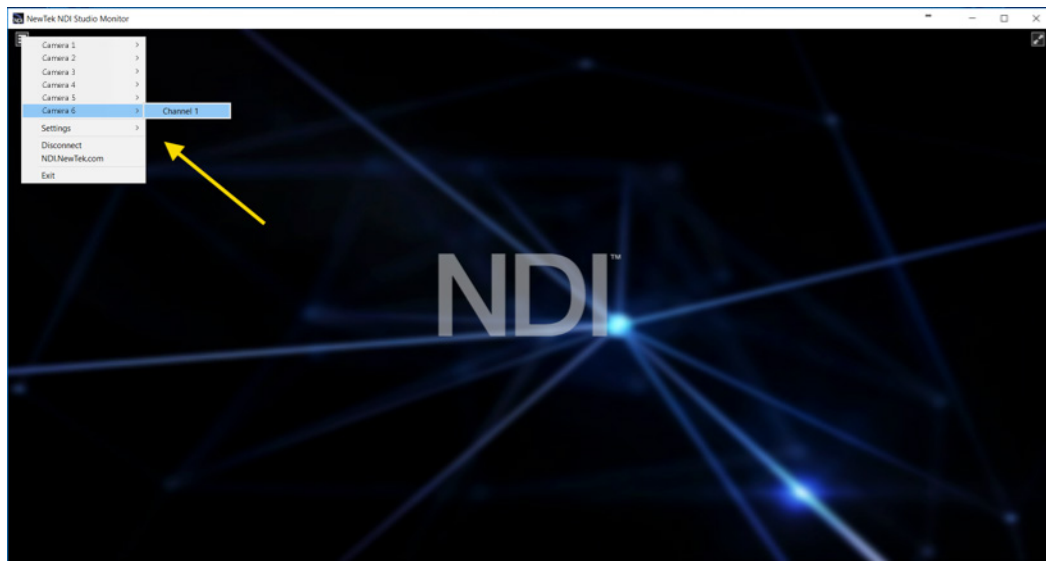 NewTek NDI Studio Monitor
Camera 1
Camera 2
Camera 3
Camera 4
Camera 5
Camera 6
Channel 1
Settings
Disconnect
NDI.NewTek.com
Exit
NDI™